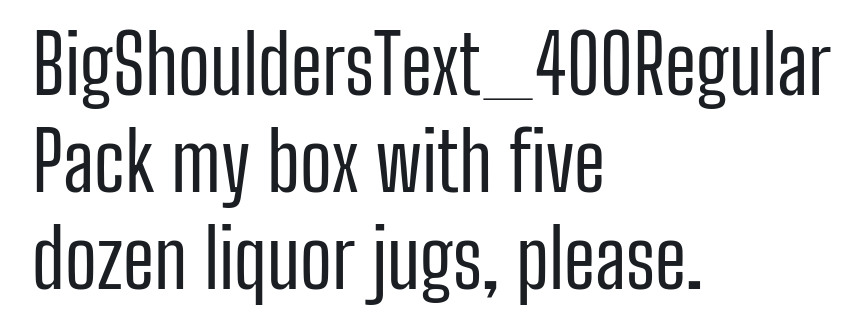 BigShouldersText_400Regular
Pack my box with five
dozen liquor jugs, please.